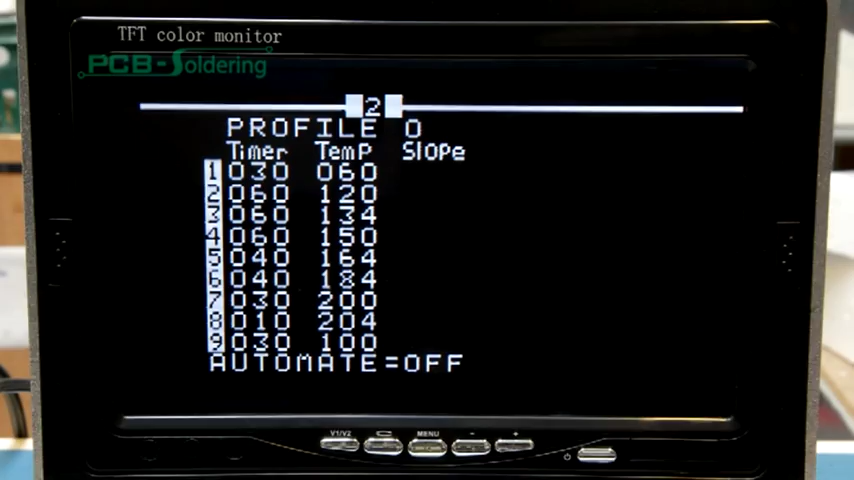 TFT color monitor
PCB-Soldering
2
PROFILE 0
Timer Temp Slope
1 030 060
2 060 120
3 060 134
4 060 150
5 040 164
6 040 184
7 030 200
8 010 204
9 030 100
AUTOMATE=OFF
V1/V2 MENU - +